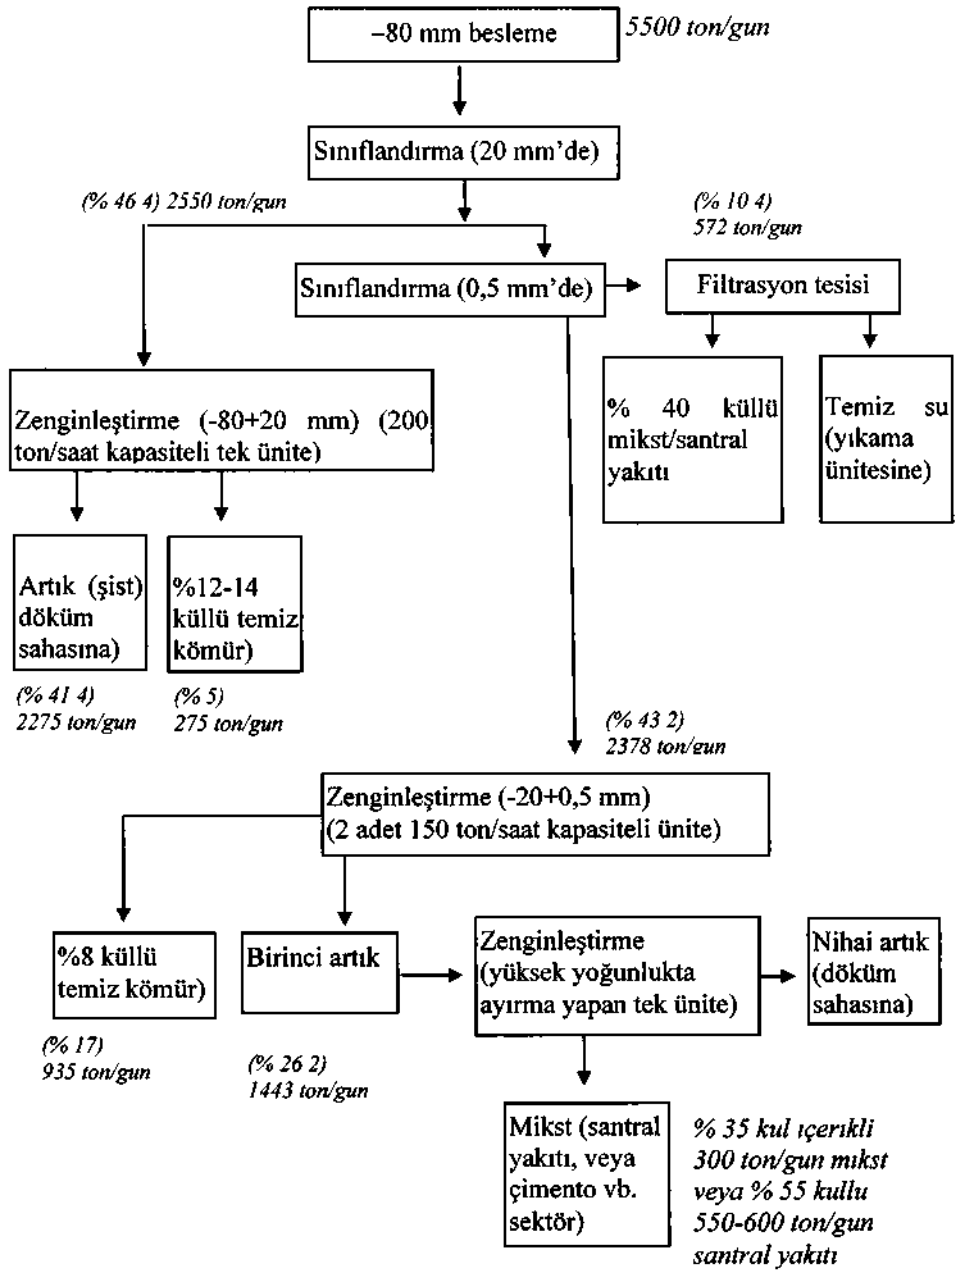 –80 mm besleme
5500 ton/gun
Sınıflandırma (20 mm’de)
(% 46 4) 2550 ton/gun
(% 10 4)
572 ton/gun
Sınıflandırma (0,5 mm’de)
Filtrasyon tesisi
Zenginleştirme (-80+20 mm) (200
ton/saat kapasiteli tek ünite)
% 40 küllü
mikst/santral
yakıtı
Temiz su
(yıkama
ünitesine)
Artık (şist)
döküm
sahasına)
%12-14
küllü temiz
kömür)
(% 41 4)
2275 ton/gun
(% 5)
275 ton/gun
(% 43 2)
2378 ton/gun
Zenginleştirme (-20+0,5 mm)
(2 adet 150 ton/saat kapasiteli ünite)
%8 küllü
temiz kömür)
Birinci artık
Zenginleştirme
(yüksek yoğunlukta
ayırma yapan tek ünite)
Nihai artık
(döküm
sahasına)
(% 17)
935 ton/gun
(% 26 2)
1443 ton/gun
Mikst (santral
yakıtı, veya
çimento vb.
sektör)
% 35 kul ıçerıkli
300 ton/gun mıkst
veya % 55 kullu
550-600 ton/gun
santral yakıtı